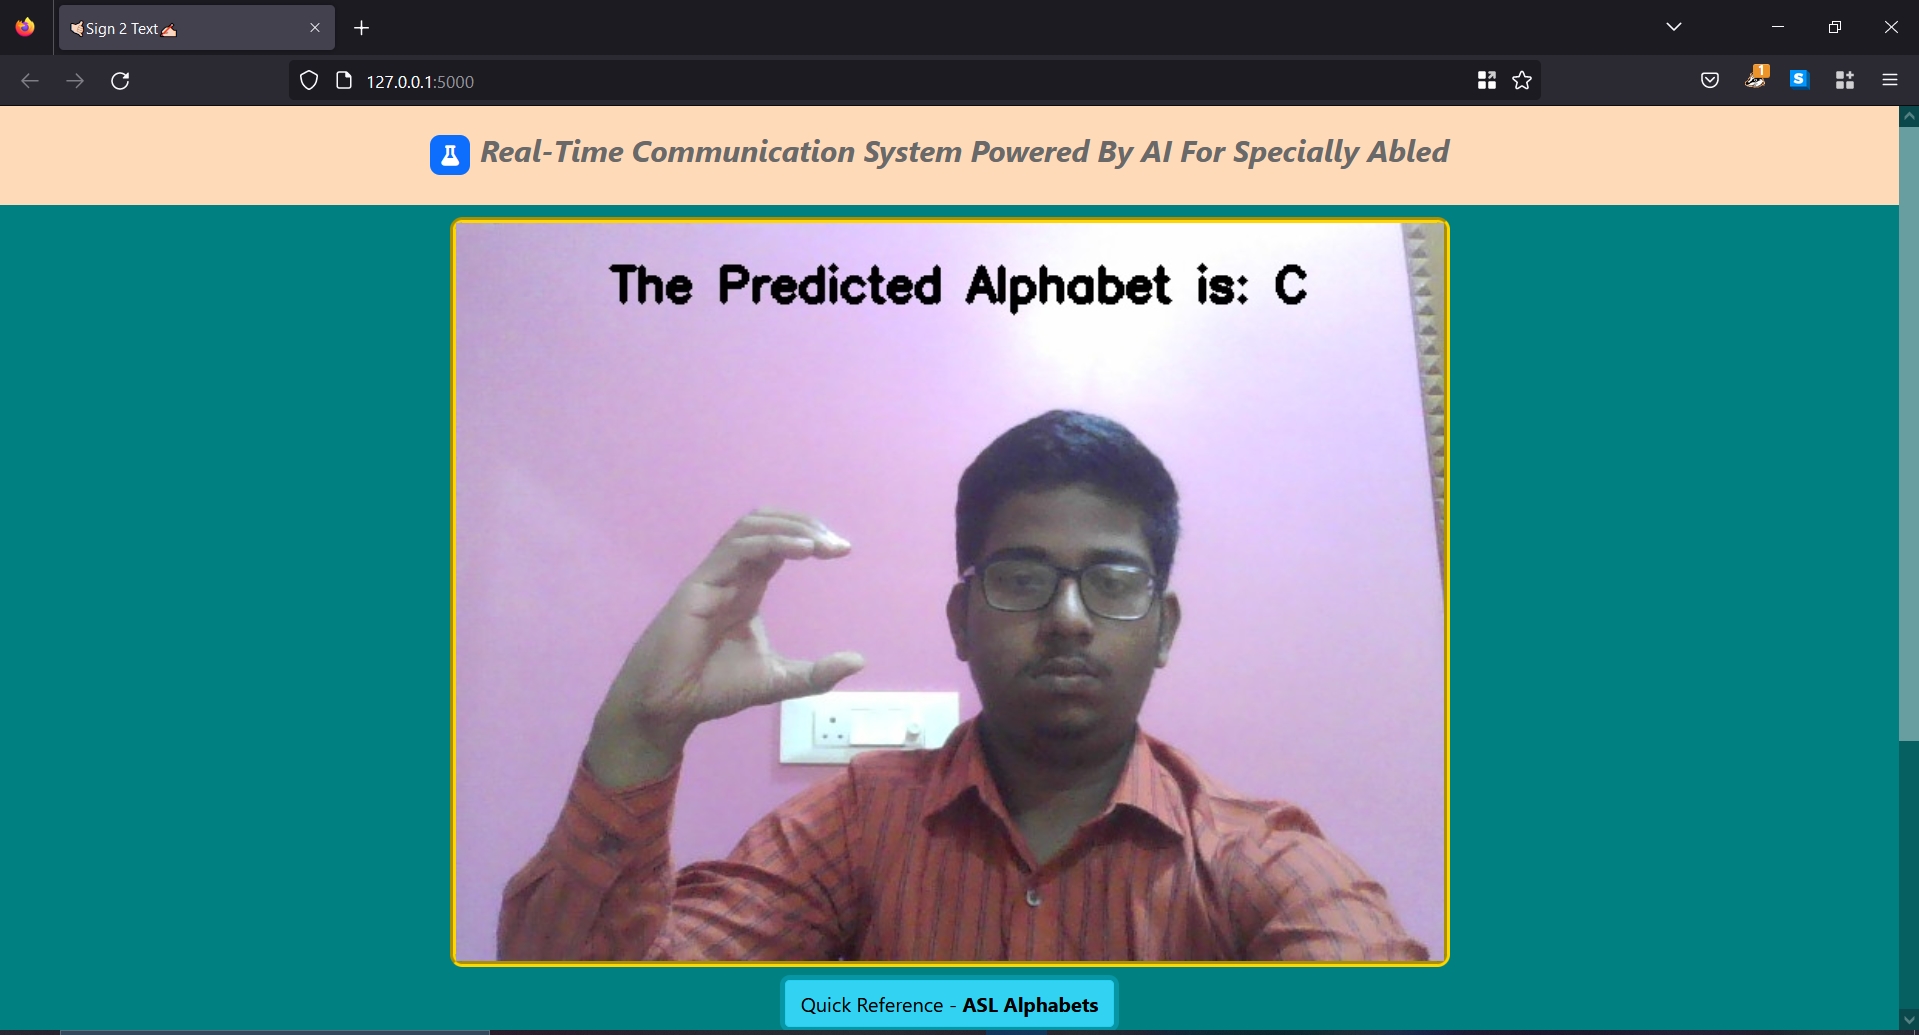 Sign 2 Text
127.0.0.1:5000
1
S
Real-Time Communication System Powered By AI For Specially Abled
The Predicted Alphabet is: C
Quick Reference - ASL Alphabets